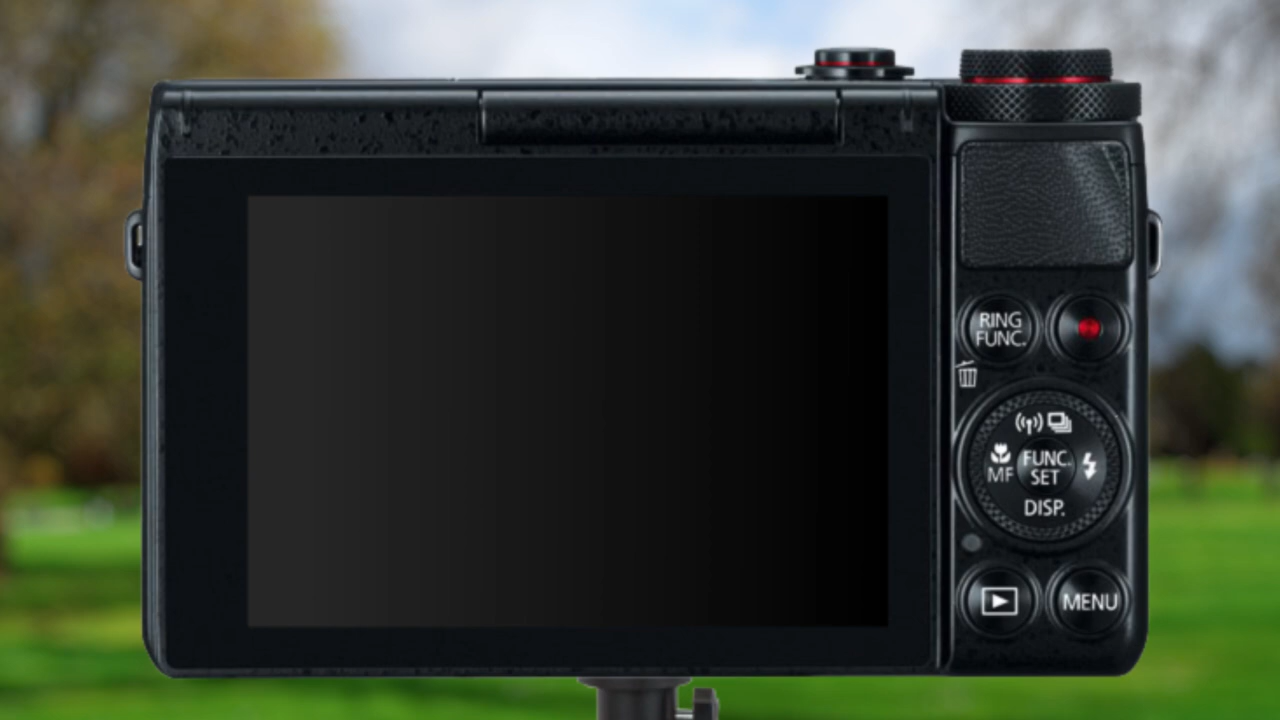 RING
FUNC.
MF
FUNC.
SET
DISP.
MENU